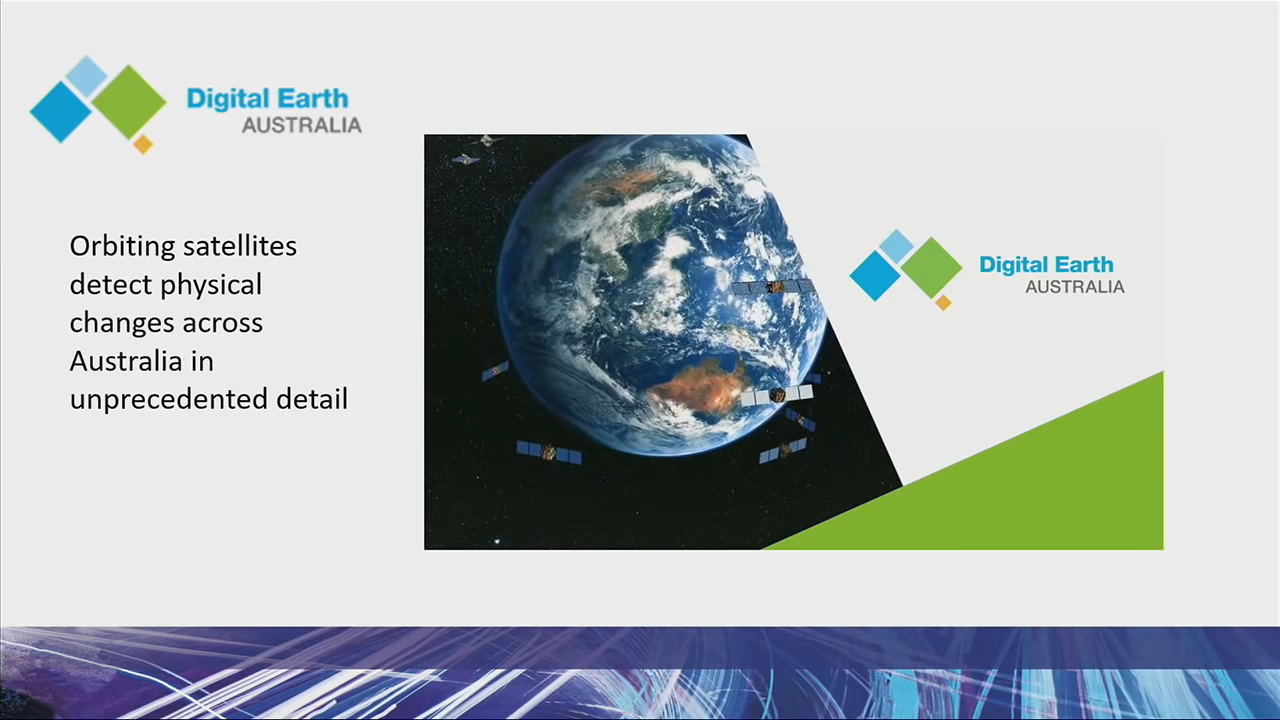 Digital Earth
AUSTRALIA
Orbiting satellites
detect physical
changes across
Australia in
unprecedented detail
Digital Earth
AUSTRALIA